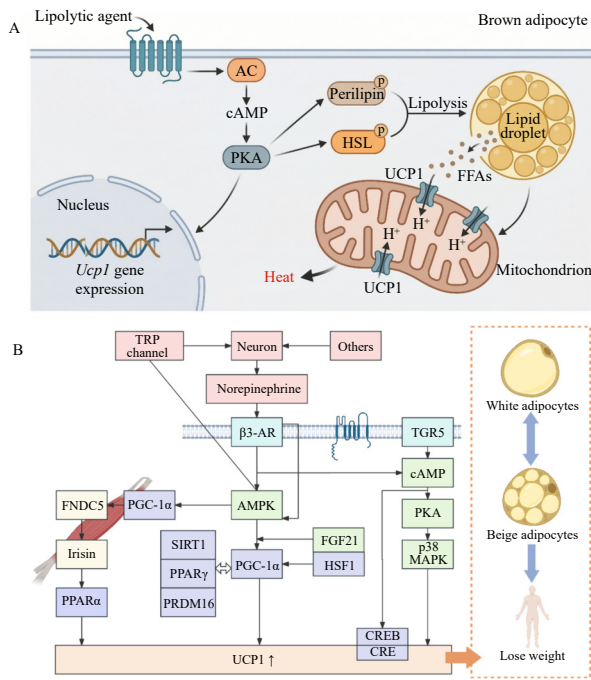 A
Lipolytic agent
Brown adipocyte
AC
cAMP
PKA
Perilipin
p
HSL
p
Lipolysis
Lipid
droplet
FFAs
UCP1
H⁺
H⁺
H⁺
UCP1
Mitochondrion
Heat
Nucleus
Ucp1 gene
expression
B
TRP
channel
Neuron
Others
Norepinephrine
β3-AR
TGR5
cAMP
FNDC5
PGC-1α
AMPK
PKA
Irisin
SIRT1
FGF21
p38
MAPK
PPARγ
PGC-1α
HSF1
PPARα
PRDM16
CREB
CRE
UCP1 ↑
White adipocytes
Beige adipocytes
Lose weight